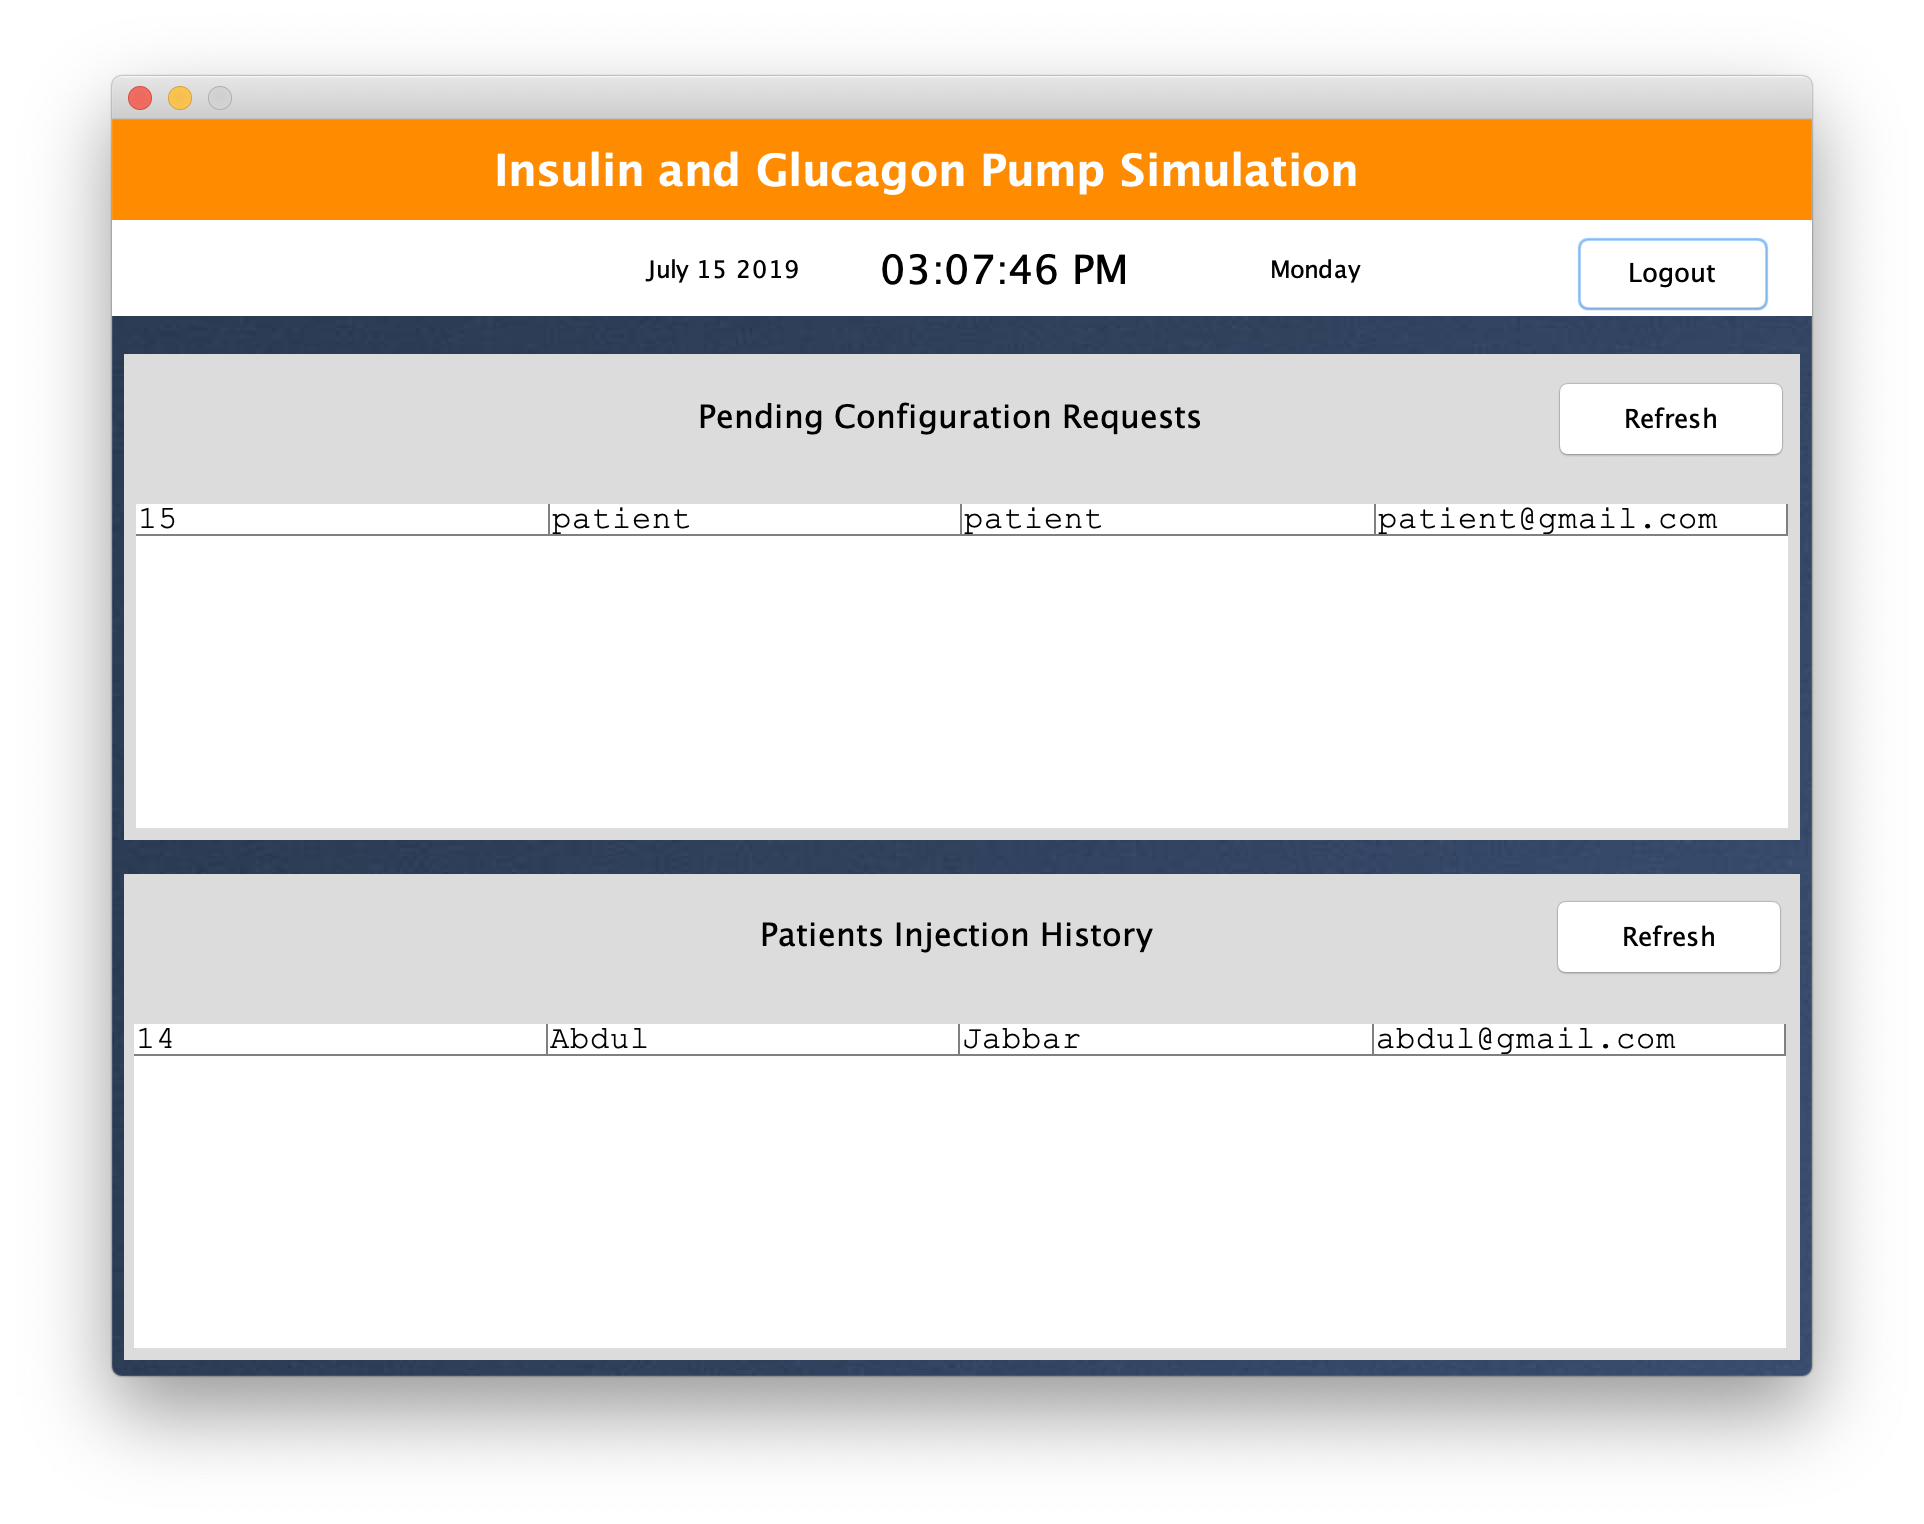 Insulin and Glucagon Pump Simulation
July 15 2019 03:07:46 PM Monday Logout
Pending Configuration Requests Refresh
15 patient patient patient@gmail.com
Patients Injection History Refresh
14 Abdul Jabbar abdul@gmail.com